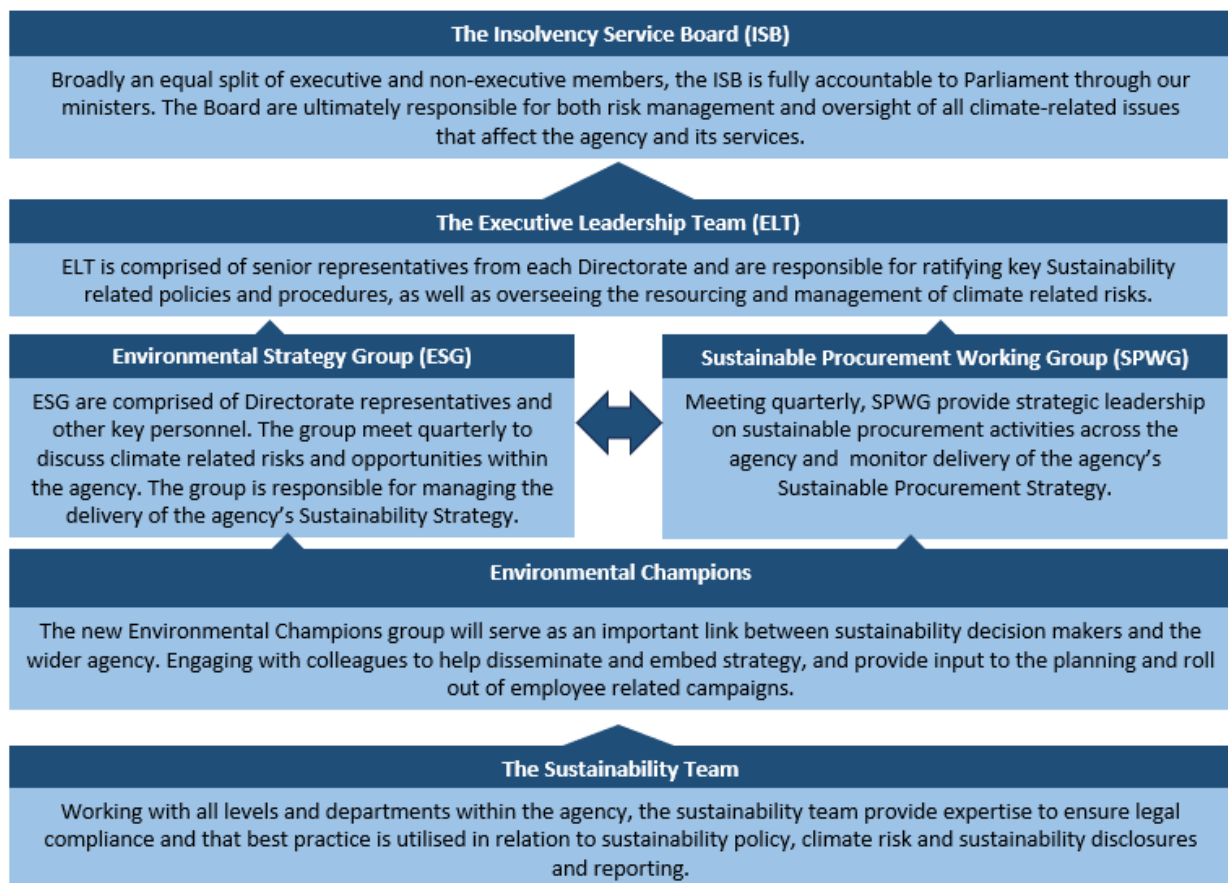 The Insolvency Service Board (ISB)
Broadly an equal split of executive and non-executive members, the ISB is fully accountable to Parliament through our
ministers. The Board are ultimately responsible for both risk management and oversight of all climate-related issues
that affect the agency and its services.
The Executive Leadership Team (ELT)
ELT is comprised of senior representatives from each Directorate and are responsible for ratifying key Sustainability
related policies and procedures, as well as overseeing the resourcing and management of climate related risks.
Environmental Strategy Group (ESG)
ESG are comprised of Directorate representatives and
other key personnel. The group meet quarterly to
discuss climate related risks and opportunities within
the agency. The group is responsible for managing the
delivery of the agency’s Sustainability Strategy.
Sustainable Procurement Working Group (SPWG)
Meeting quarterly, SPWG provide strategic leadership
on sustainable procurement activities across the
agency and  monitor delivery of the agency’s
Sustainable Procurement Strategy.
Environmental Champions
The new Environmental Champions group will serve as an important link between sustainability decision makers and the
wider agency. Engaging with colleagues to help disseminate and embed strategy, and provide input to the planning and roll
out of employee related campaigns.
The Sustainability Team
Working with all levels and departments within the agency, the sustainability team provide expertise to ensure legal
compliance and that best practice is utilised in relation to sustainability policy, climate risk and sustainability disclosures
and reporting.